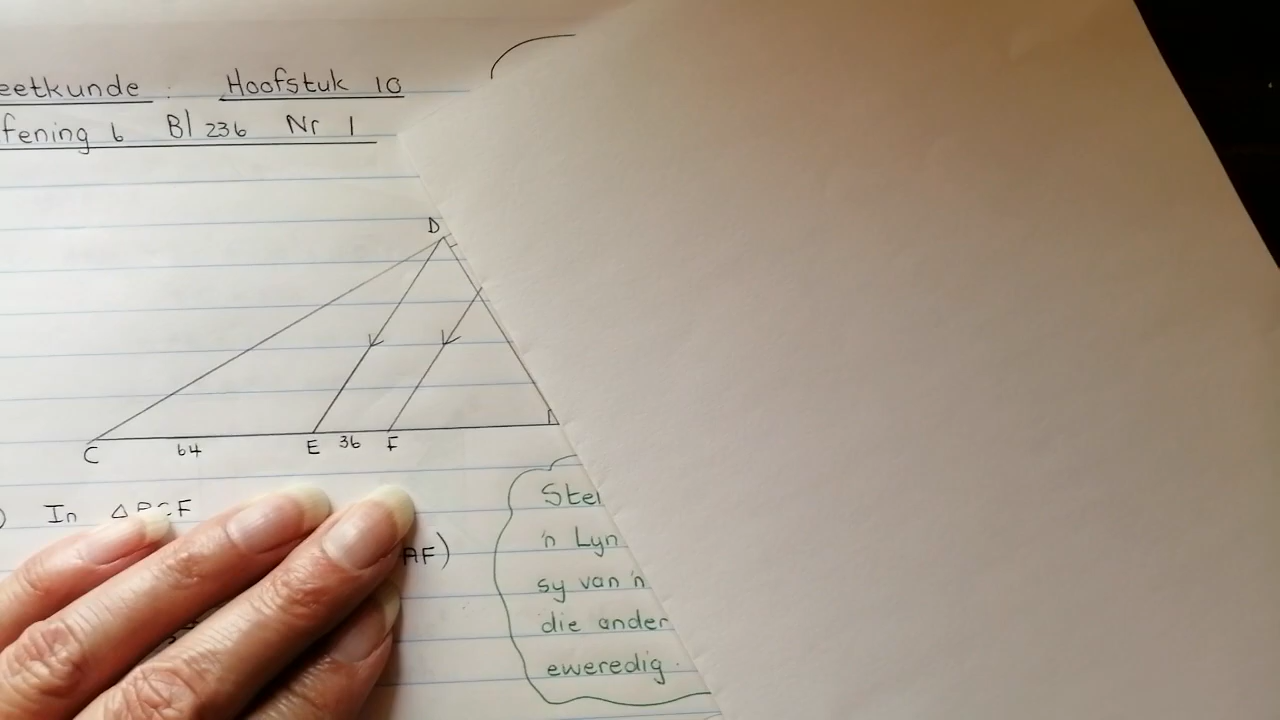 eetkunde : Hoofstuk 10
fening 6 Bl 236 Nr 1
D
C 64 E 36 F
) In △
AF)
Stel
'n Lyn
sy van 'n
die ander
eweredig.